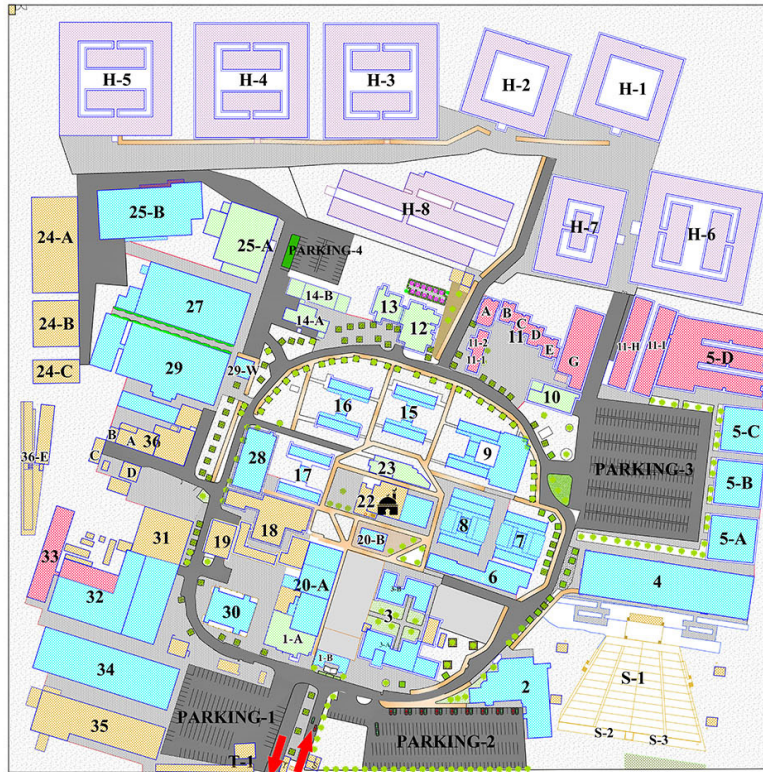 H-5
H-4
H-3
H-2
H-1
H-8
H-7
H-6
25-B
24-A
25-A
PARKING-4
27
14-B
13
14-A
12
A
B
C
11
D
E
G
11-2
11-1
11-H
11-I
5-D
24-B
24-C
29
29-W
16
15
10
5-C
PARKING-3
5-B
5-A
36-E
B
A
36
C
D
28
17
23
9
22
18
19
20-B
8
7
6
4
31
33
32
30
20-A
1-A
1-B
3-B
3
3-A
34
35
2
S-1
S-2
S-3
PARKING-1
PARKING-2
T-1